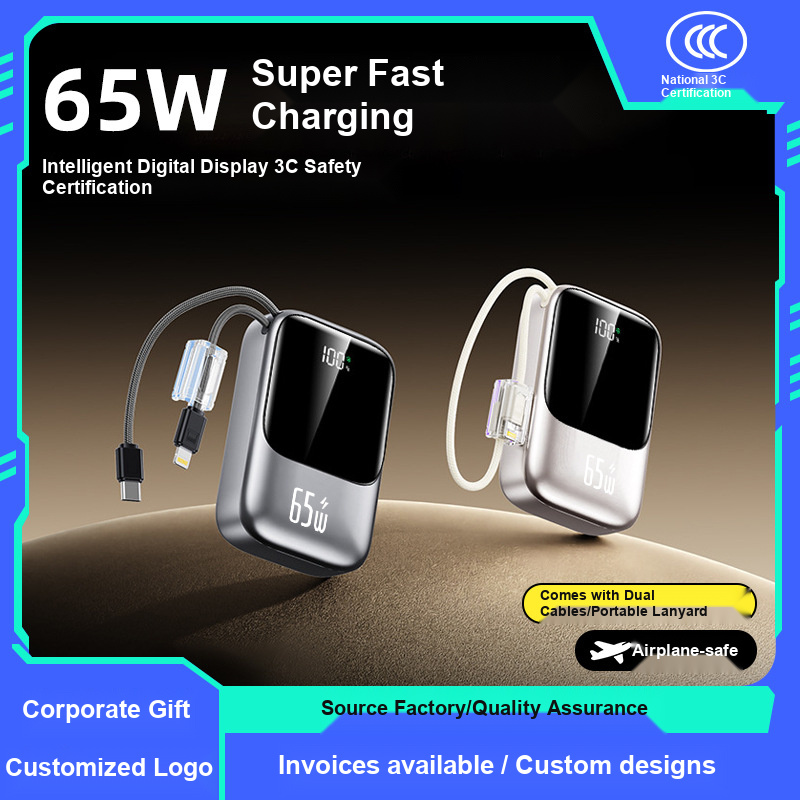 65W
Super Fast
Charging
Intelligent Digital Display 3C Safety
Certification
National 3C
Certification
100
%
65W
100
%
65W
Comes with Dual
Cables/Portable Lanyard
Airplane-safe
Corporate Gift
Source Factory/Quality Assurance
Customized Logo
Invoices available / Custom designs